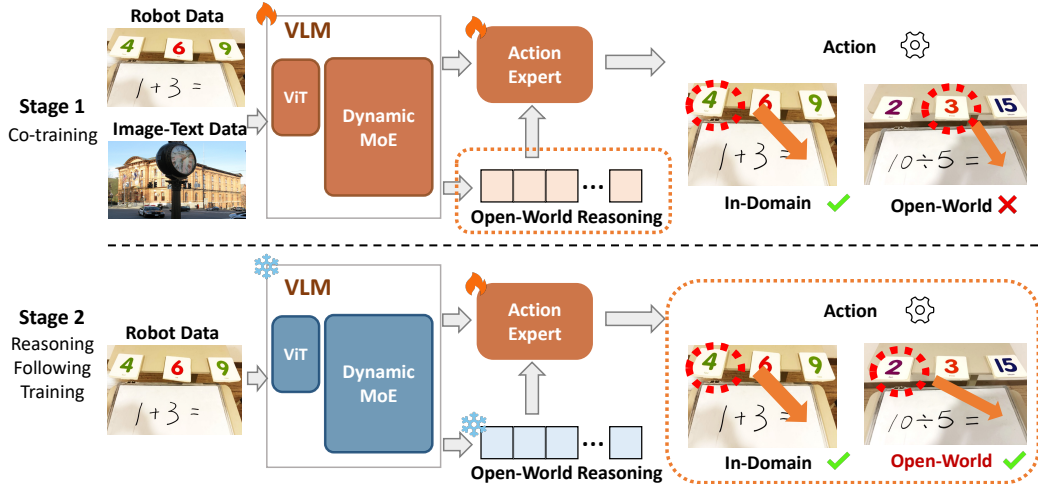 Robot Data
4 6 9
1 + 3 =
Stage 1
Co-training
Image-Text Data
VLM
ViT
Dynamic
MoE
Action
Expert
...
Open-World Reasoning
Action
4 6 9
1 + 3 =
In-Domain
2 3 15
10 ÷ 5 =
Open-World
Stage 2
Reasoning
Following
Training
Robot Data
4 6 9
1 + 3 =
VLM
ViT
Dynamic
MoE
Action
Expert
...
Open-World Reasoning
Action
4 6 9
1 + 3 =
In-Domain
2 3 15
10 ÷ 5 =
Open-World